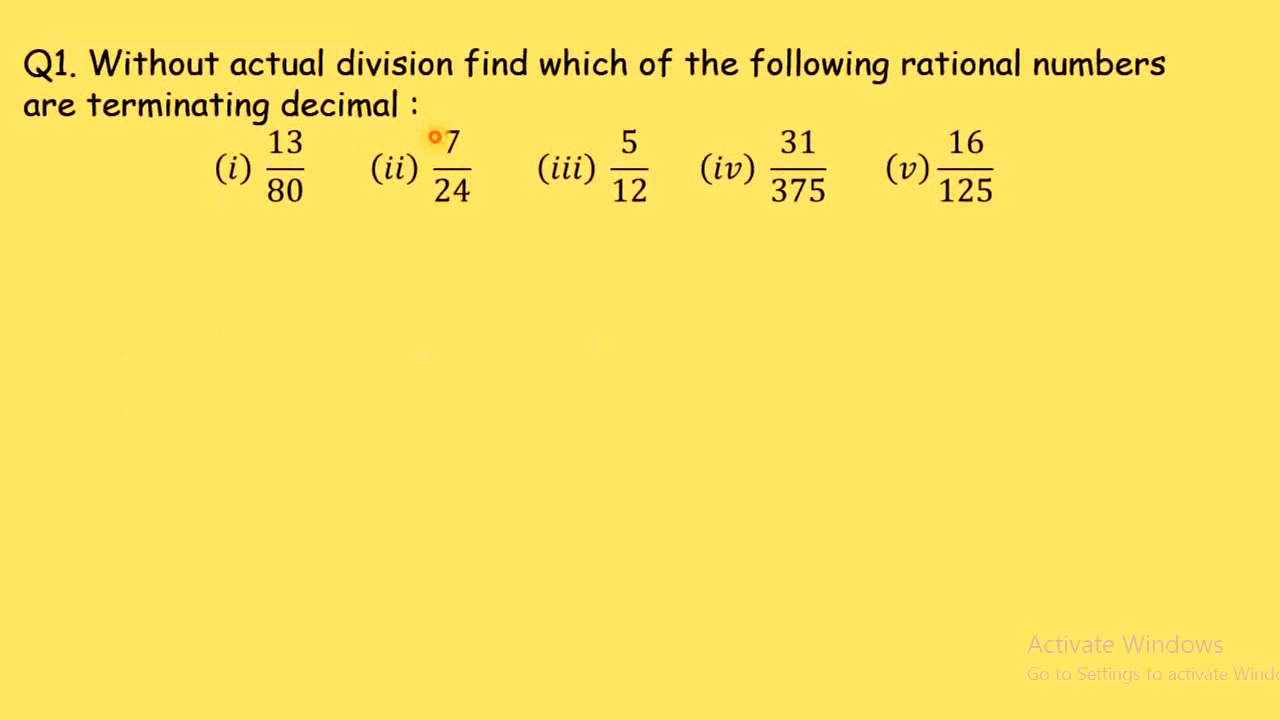 Q1. Without actual division find which of the following rational numbers
are terminating decimal :
(i) 13/80 (ii) 7/24 (iii) 5/12 (iv) 31/375 (v) 16/125
Activate Windows
Go to Settings to activate